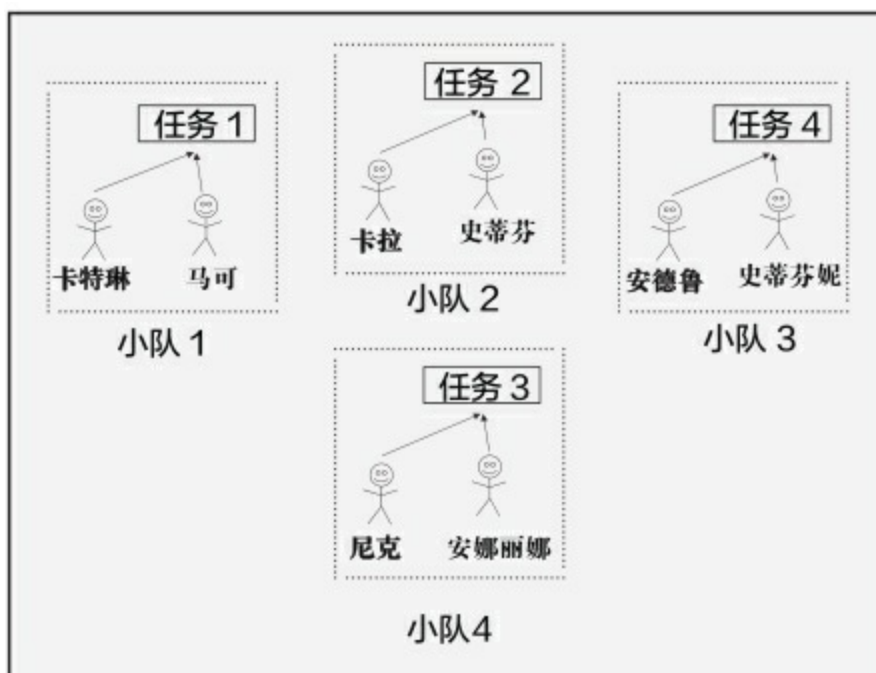 任务 1
卡特琳 马可
小队 1
任务 2
卡拉 史蒂芬
小队 2
任务 4
安德鲁 史蒂芬妮
小队 3
任务 3
尼克 安娜丽娜
小队4